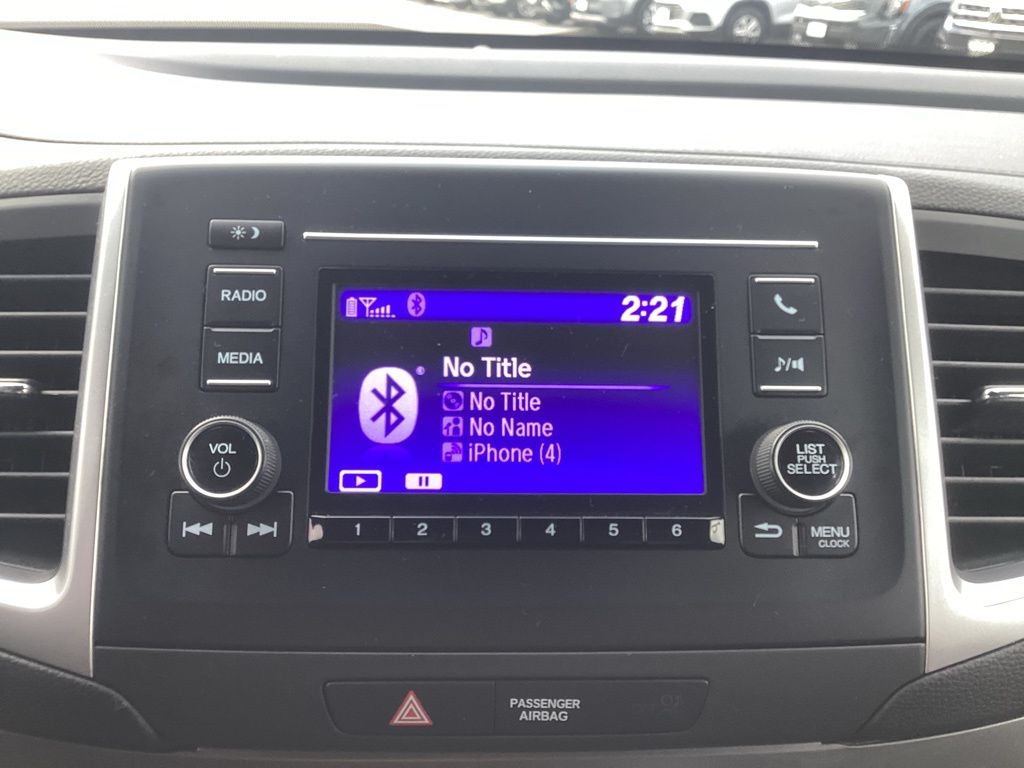 RADIO
MEDIA
VOL
2:21
No Title
No Title
No Name
iPhone (4)
1 2 3 4 5 6
LIST
PUSH
SELECT
MENU
CLOCK
PASSENGER
AIRBAG